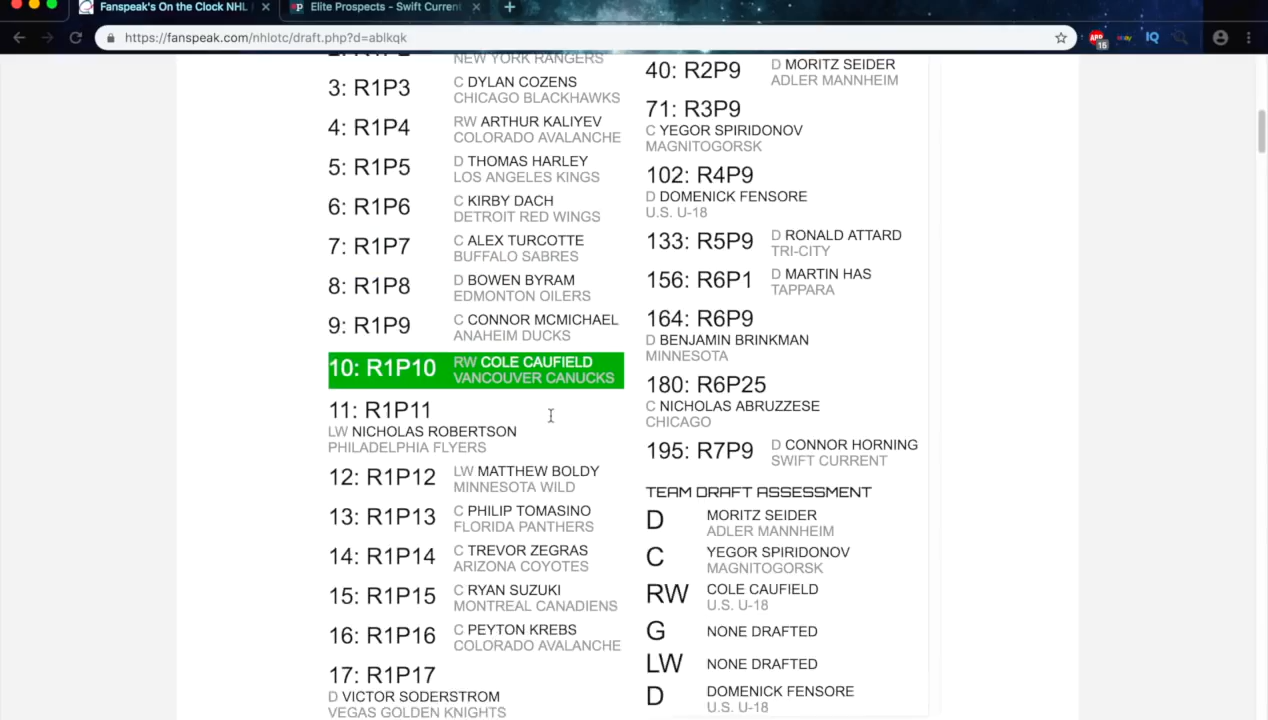 Fanspeak's On the Clock NHL
Elite Prospects - Swift Current
https://fanspeak.com/nhlotc/draft.php?d=ablkqk
15
IQ
NEW YORK RANGERS
3: R1P3
C DYLAN COZENS
CHICAGO BLACKHAWKS
4: R1P4
RW ARTHUR KALIYEV
COLORADO AVALANCHE
5: R1P5
D THOMAS HARLEY
LOS ANGELES KINGS
6: R1P6
C KIRBY DACH
DETROIT RED WINGS
7: R1P7
C ALEX TURCOTTE
BUFFALO SABRES
8: R1P8
D BOWEN BYRAM
EDMONTON OILERS
9: R1P9
C CONNOR MCMICHAEL
ANAHEIM DUCKS
10: R1P10
RW COLE CAUFIELD
VANCOUVER CANUCKS
11: R1P11
LW NICHOLAS ROBERTSON
PHILADELPHIA FLYERS
12: R1P12
LW MATTHEW BOLDY
MINNESOTA WILD
13: R1P13
C PHILIP TOMASINO
FLORIDA PANTHERS
14: R1P14
C TREVOR ZEGRAS
ARIZONA COYOTES
15: R1P15
C RYAN SUZUKI
MONTREAL CANADIENS
16: R1P16
C PEYTON KREBS
COLORADO AVALANCHE
17: R1P17
D VICTOR SODERSTROM
VEGAS GOLDEN KNIGHTS
40: R2P9
D MORITZ SEIDER
ADLER MANNHEIM
71: R3P9
C YEGOR SPIRIDONOV
MAGNITOGORSK
102: R4P9
D DOMENICK FENSORE
U.S. U-18
133: R5P9
D RONALD ATTARD
TRI-CITY
156: R6P1
D MARTIN HAS
TAPPARA
164: R6P9
D BENJAMIN BRINKMAN
MINNESOTA
180: R6P25
C NICHOLAS ABRUZZESE
CHICAGO
195: R7P9
D CONNOR HORNING
SWIFT CURRENT
TEAM DRAFT ASSESSMENT
D
MORITZ SEIDER
ADLER MANNHEIM
C
YEGOR SPIRIDONOV
MAGNITOGORSK
RW
COLE CAUFIELD
U.S. U-18
G
NONE DRAFTED
LW
NONE DRAFTED
D
DOMENICK FENSORE
U.S. U-18